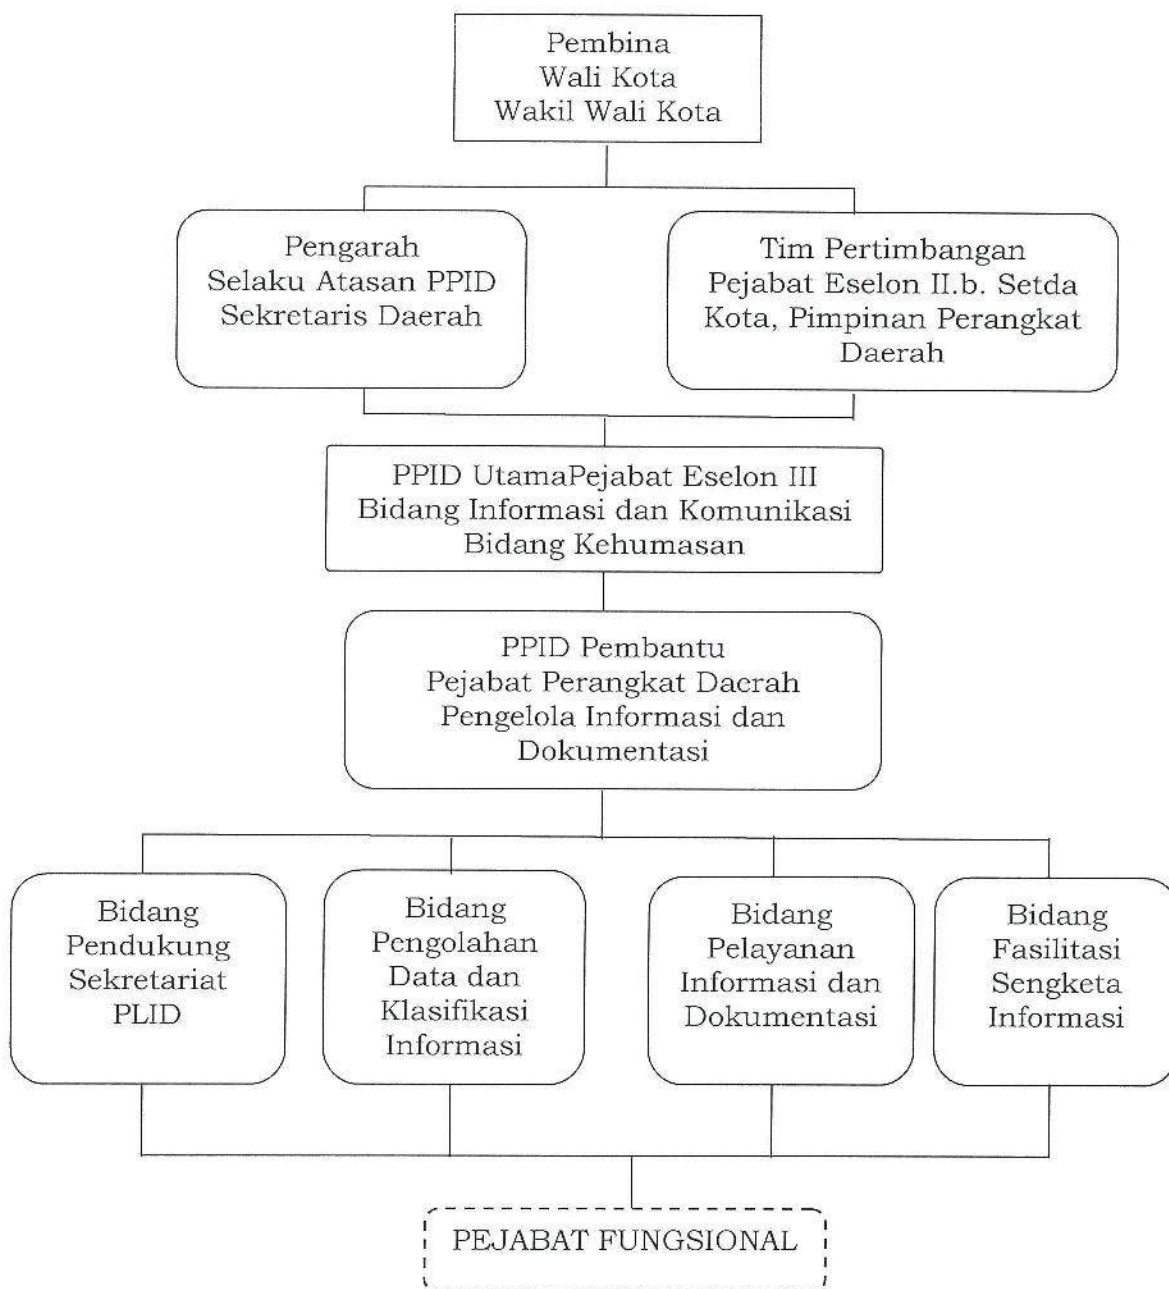 Pembina
Wali Kota
Wakil Wali Kota
Pengarah
Selaku Atasan PPID
Sekretaris Daerah
Tim Pertimbangan
Pejabat Eselon II.b. Setda
Kota, Pimpinan Perangkat
Daerah
PPID UtamaPejabat Eselon III
Bidang Informasi dan Komunikasi
Bidang Kehumasan
PPID Pembantu
Pejabat Perangkat Daerah
Pengelola Informasi dan
Dokumentasi
Bidang
Pendukung
Sekretariat
PLID
Bidang
Pengolahan
Data dan
Klasifikasi
Informasi
Bidang
Pelayanan
Informasi dan
Dokumentasi
Bidang
Fasilitasi
Sengketa
Informasi
PEJABAT FUNGSIONAL